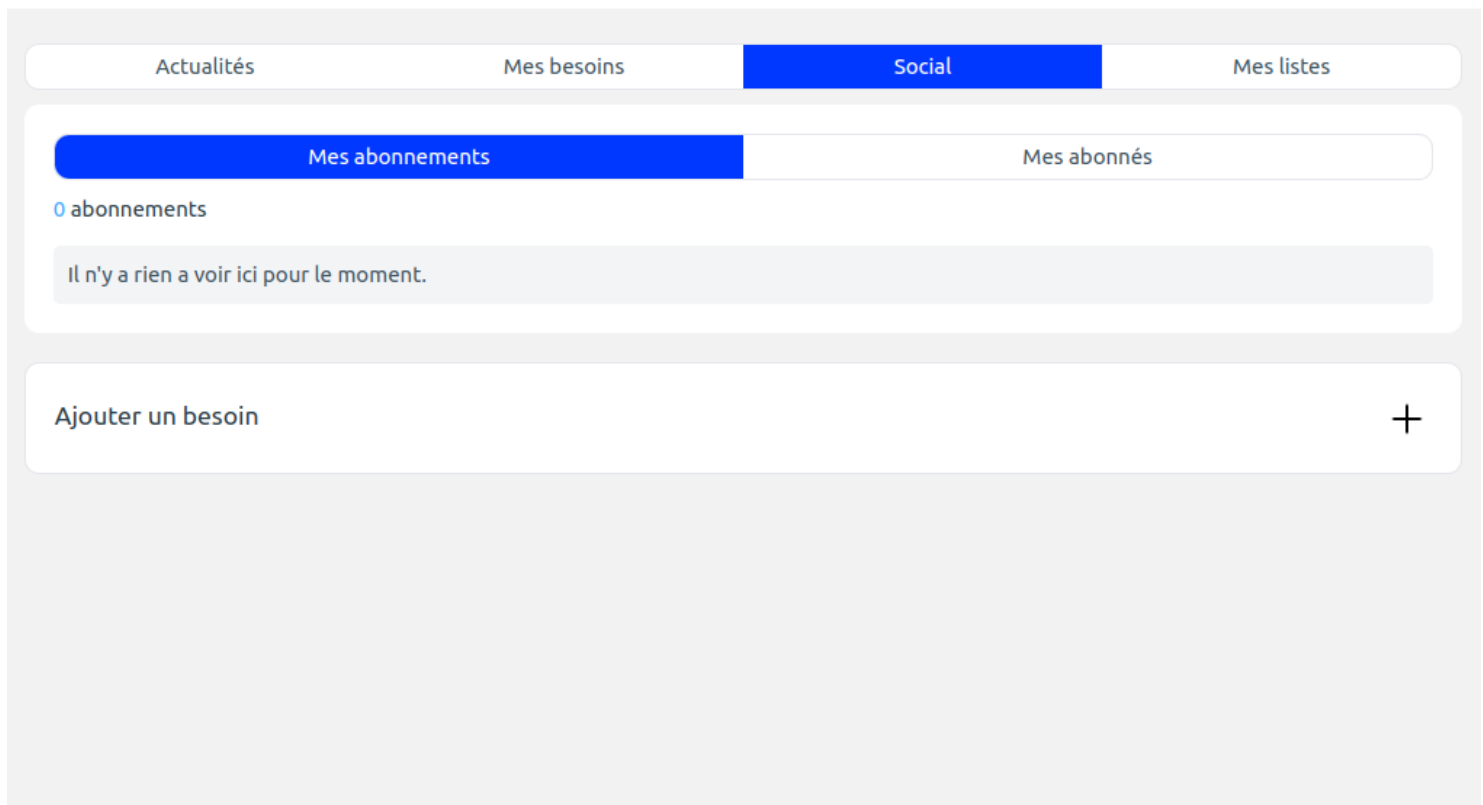 Actualités Mes besoins Social Mes listes
Mes abonnements Mes abonnés
0 abonnements
Il n'y a rien a voir ici pour le moment.
Ajouter un besoin